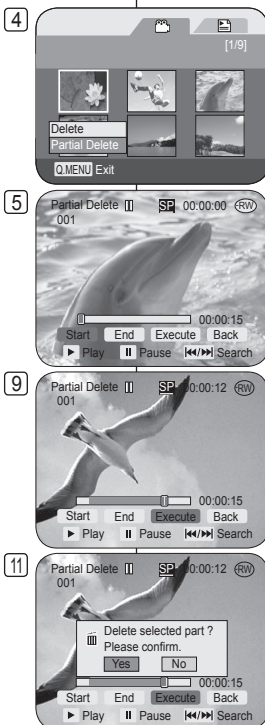 4
[1/9]
Delete
Partial Delete
Q.MENU Exit
5
Partial Delete SP 00:00:00 RW
001
00:00:15
Start End Execute Back
Play Pause Search
9
Partial Delete SP 00:00:12 RW
001
00:00:15
Start End Execute Back
Play Pause Search
11
Partial Delete SP 00:00:12 RW
001
Delete selected part ?
Please confirm.
Yes No
00:00:15
Start End Execute Back
Play Pause Search